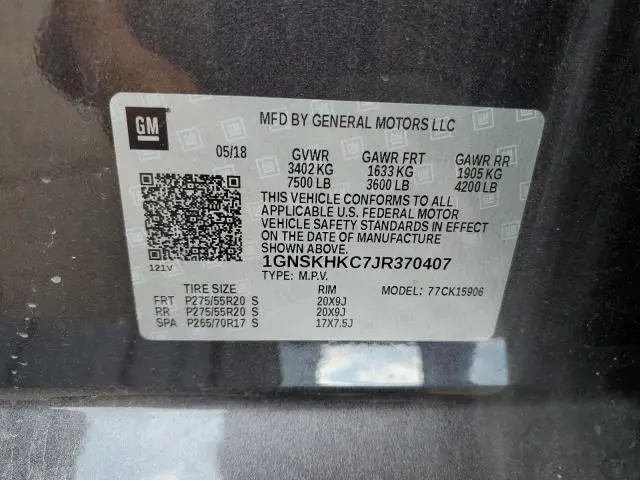 GM
MFD BY GENERAL MOTORS LLC
05/18 GVWR GAWR FRT GAWR RR
3402 KG 1633 KG 1905 KG
7500 LB 3600 LB 4200 LB
THIS VEHICLE CONFORMS TO ALL
APPLICABLE U.S. FEDERAL MOTOR
VEHICLE SAFETY STANDARDS IN EFFECT
ON THE DATE OF MANUFACTURE
SHOWN ABOVE.
1GNSKHKC7JR370407
121V TYPE: M.P.V.
TIRE SIZE RIM MODEL: 77CK15906
FRT P275/55R20 S 20X9J
RR P275/55R20 S 20X9J
SPA P265/70R17 S 17X7.5J